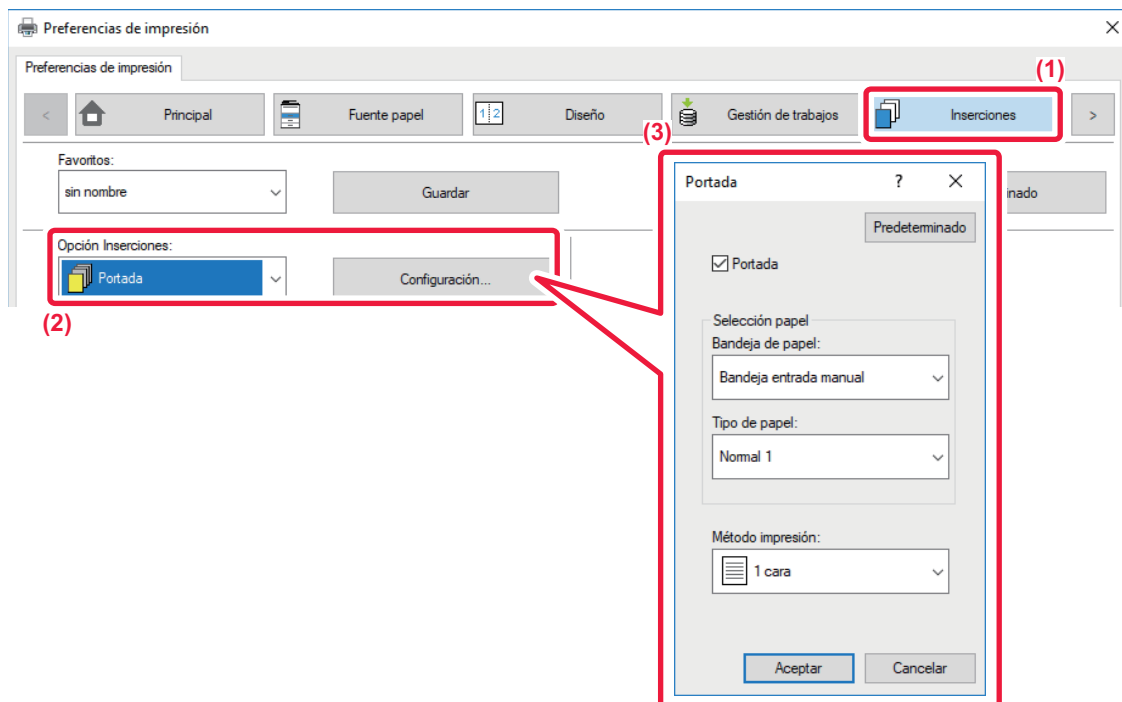 Preferencias de impresión
Preferencias de impresión
(1)
< Principal Fuente papel 1 2 Diseño Gestión de trabajos Inserciones >
(3)
Favoritos:
sin nombre Guardar inado
Opción Inserciones:
Portada Configuración...
(2)
Portada ?
Predeterminado
Portada
Selección papel
Bandeja de papel:
Bandeja entrada manual
Tipo de papel:
Normal 1
Método impresión:
1 cara
Aceptar Cancelar